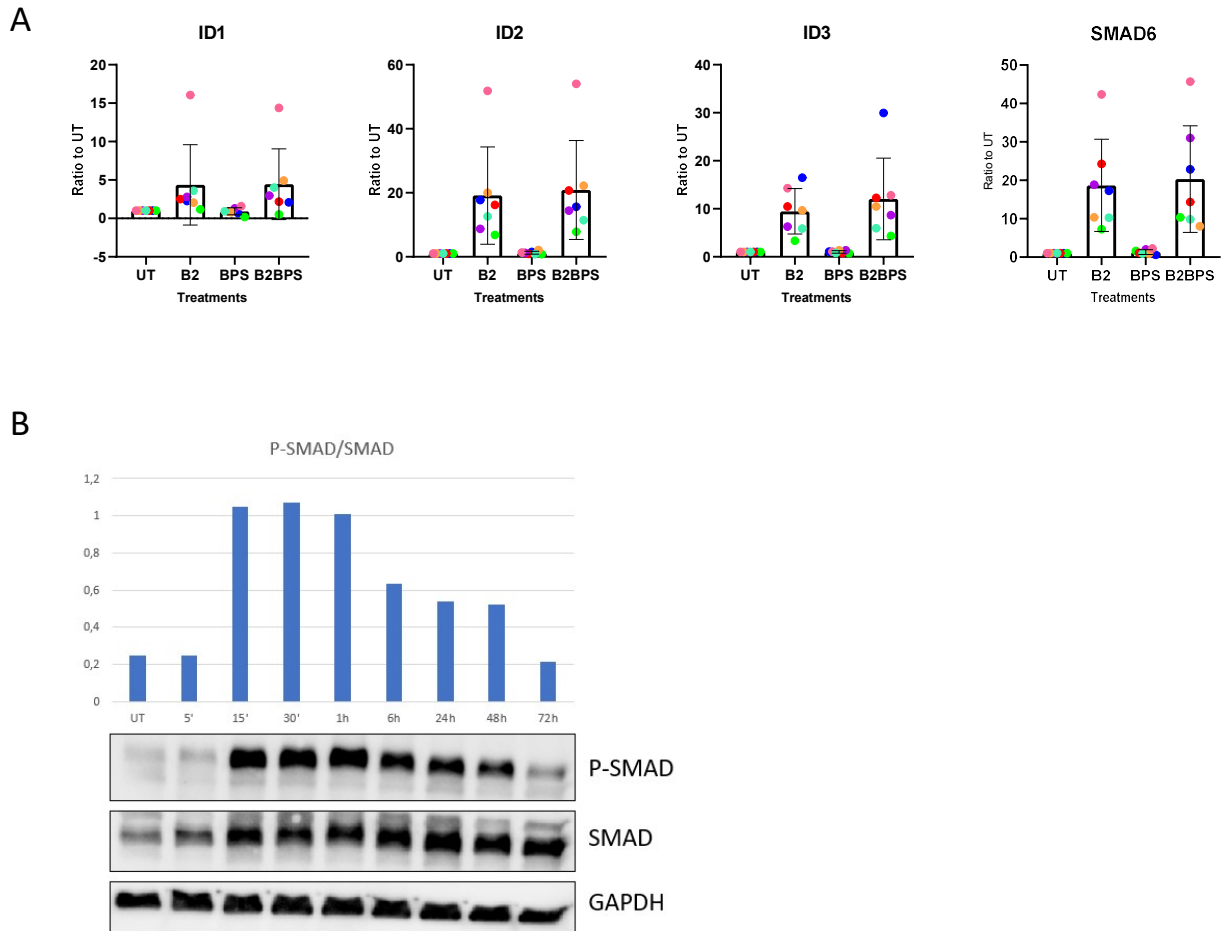 A
ID1
ID2
ID3
SMAD6
Ratio to UT
20
15
10
5
0
-5
UT B2 BPS B2BPS
Treatments
Ratio to UT
60
40
20
0
UT B2 BPS B2BPS
Treatments
Ratio to UT
40
30
20
10
0
UT B2 BPS B2BPS
Treatments
Ratio to UT
50
40
30
20
10
0
UT B2 BPS B2BPS
Treatments
B
P-SMAD/SMAD
1,2
1
0,8
0,6
0,4
0,2
0
UT 5' 15' 30' 1h 6h 24h 48h 72h
P-SMAD
SMAD
GAPDH